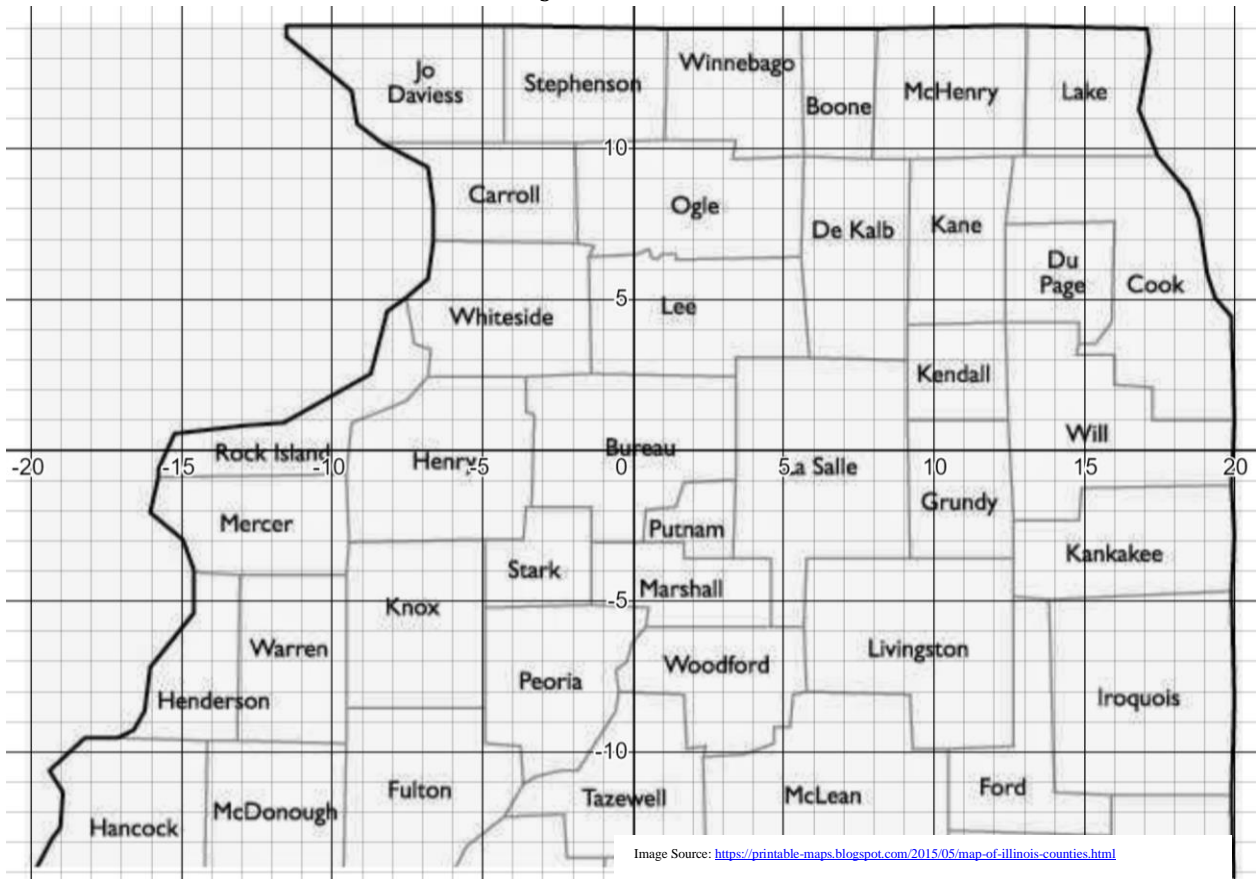 Jo
Daviess
Stephenson
Winnebago
Boone
McHenry
Lake
10
Carroll
Ogle
De Kalb
Kane
Du
Page
Cook
5
Whiteside
Lee
Kendall
Will
Rock Island
Henry
Bureau
La Salle
-20
-15
-10
-5
0
5
10
15
20
Mercer
Putnam
Grundy
Kankakee
Stark
Marshall
-5
Knox
Warren
Woodford
Livingston
Peoria
Henderson
Iroquois
-10
Fulton
Tazewell
McLean
Ford
McDonough
Hancock
Image Source: https://printable-maps.blogspot.com/2015/05/map-of-illinois-counties.html